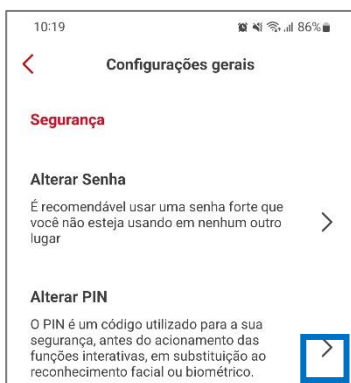 10:19 86%
Configurações gerais
Segurança
Alterar Senha
É recomendável usar uma senha forte que
você não esteja usando em nenhum outro
lugar
Alterar PIN
O PIN é um código utilizado para a sua
segurança, antes do acionamento das
funções interativas, em substituição ao
reconhecimento facial ou biométrico.